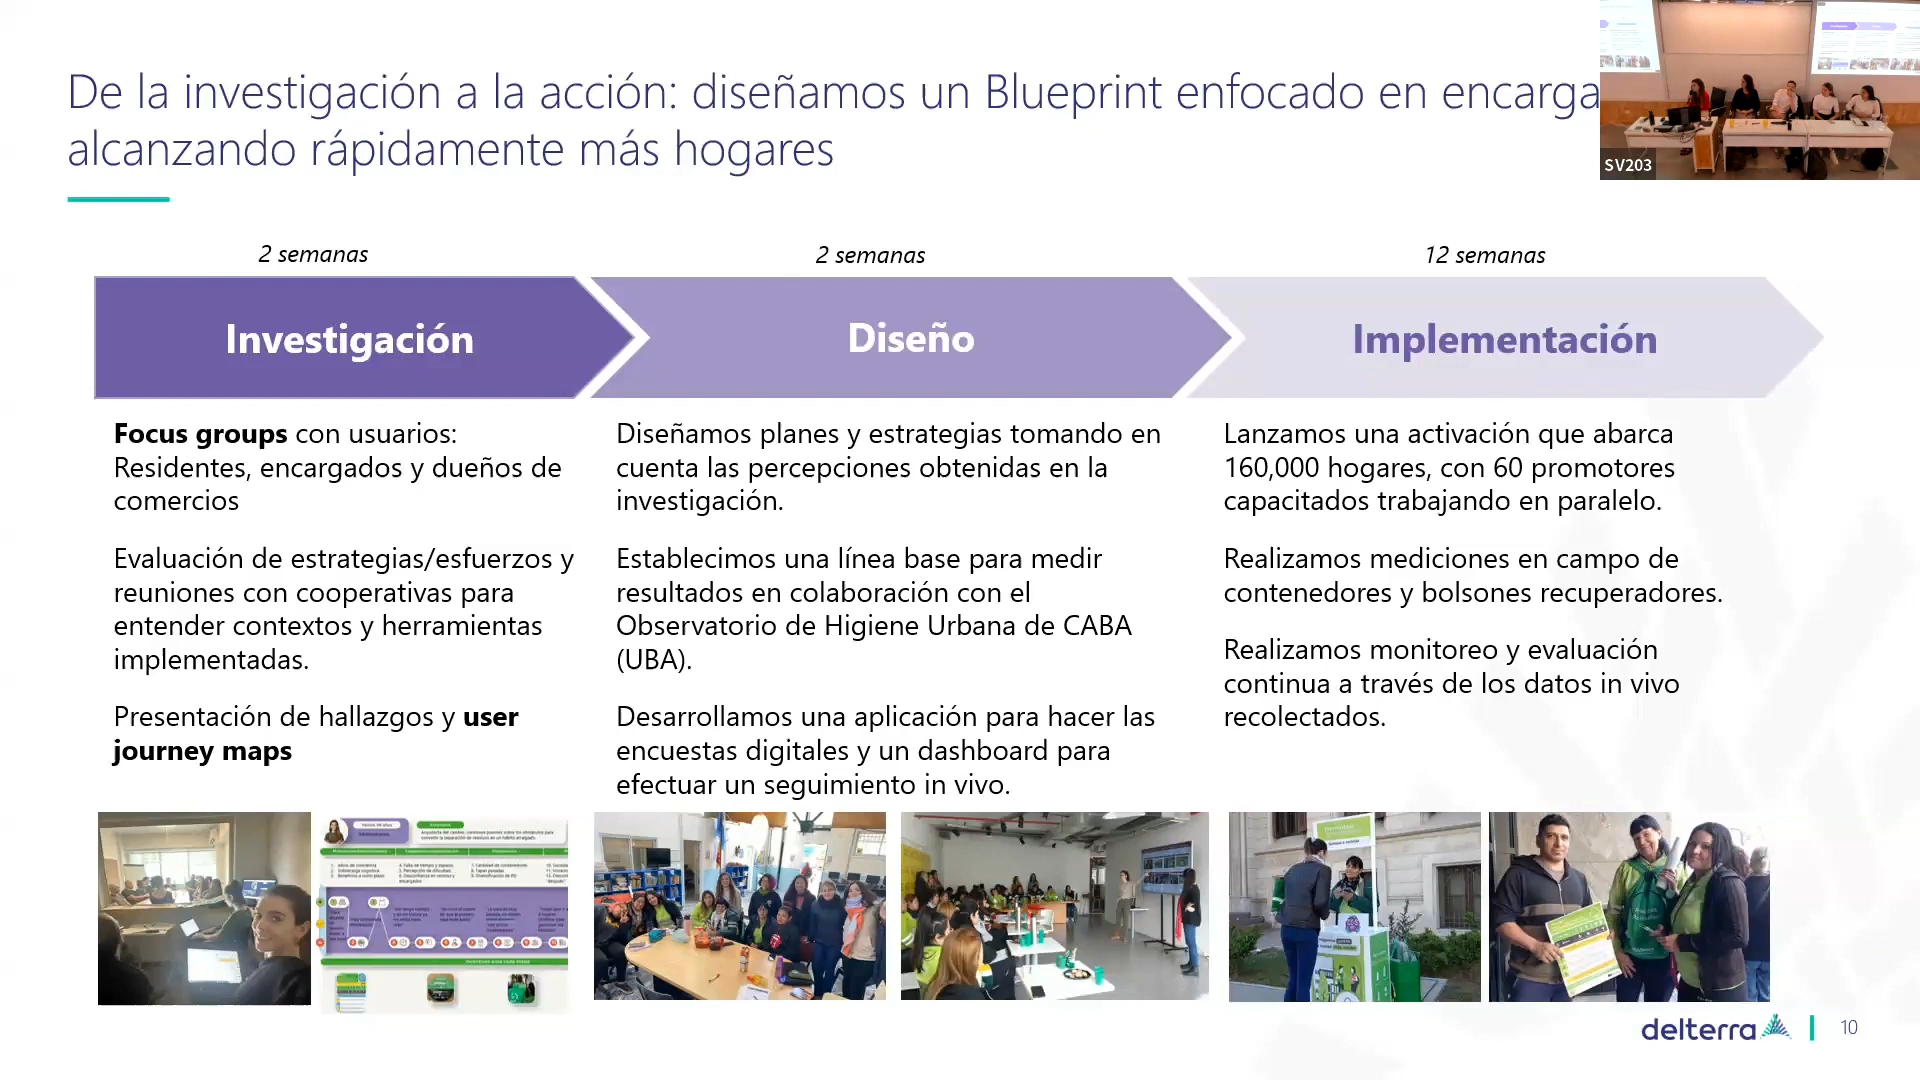 De la investigación a la acción: diseñamos un Blueprint enfocado en encarga
alcanzando rápidamente más hogares
SV203
2 semanas
2 semanas
12 semanas
Investigación
Diseño
Implementación
Focus groups con usuarios:
Residentes, encargados y dueños de
comercios
Evaluación de estrategias/esfuerzos y
reuniones con cooperativas para
entender contextos y herramientas
implementadas.
Presentación de hallazgos y user
journey maps
Diseñamos planes y estrategias tomando en
cuenta las percepciones obtenidas en la
investigación.
Establecimos una línea base para medir
resultados en colaboración con el
Observatorio de Higiene Urbana de CABA
(UBA).
Desarrollamos una aplicación para hacer las
encuestas digitales y un dashboard para
efectuar un seguimiento in vivo.
Lanzamos una activación que abarca
160,000 hogares, con 60 promotores
capacitados trabajando en paralelo.
Realizamos mediciones en campo de
contenedores y bolsones recuperadores.
Realizamos monitoreo y evaluación
continua a través de los datos in vivo
recolectados.
delterra
10